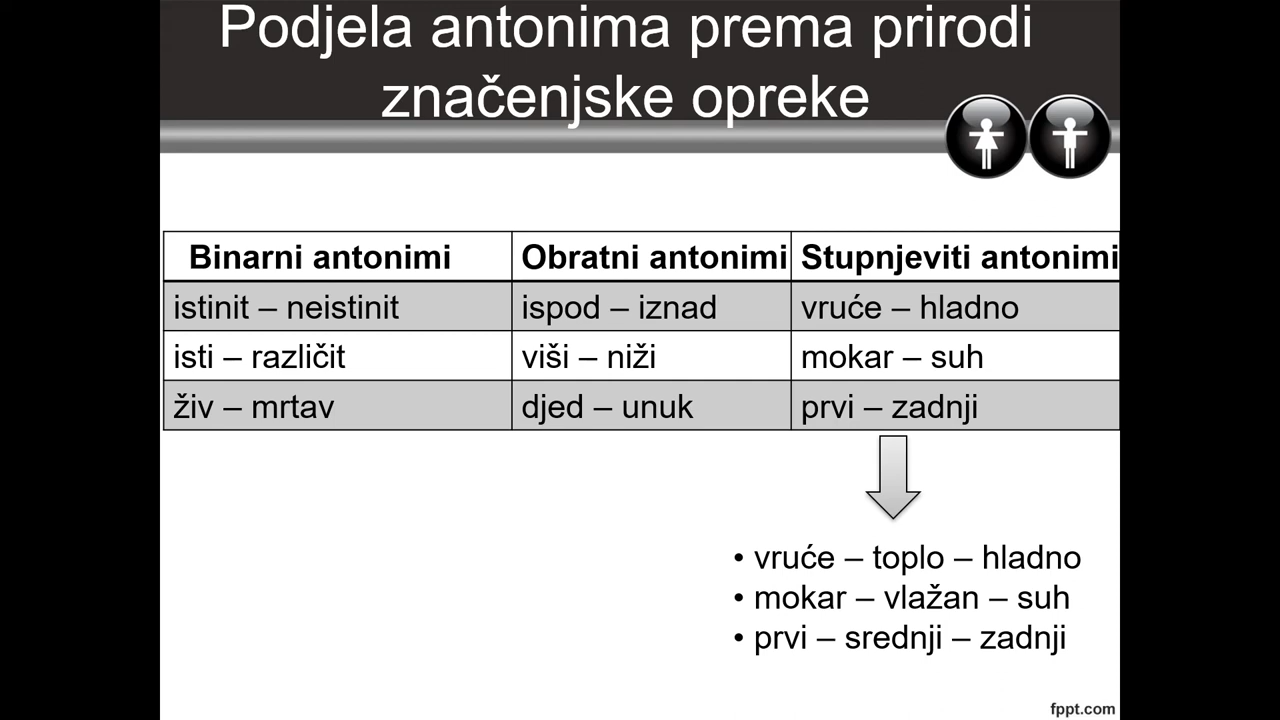 Podjela antonima prema prirodi
značenjske opreke
Binarni antonimi Obratni antonimi Stupnjeviti antonimi
istinit – neistinit ispod – iznad vruće – hladno
isti – različit viši – niži mokar – suh
živ – mrtav djed – unuk prvi – zadnji
• vruće – toplo – hladno
• mokar – vlažan – suh
• prvi – srednji – zadnji
fppt.com